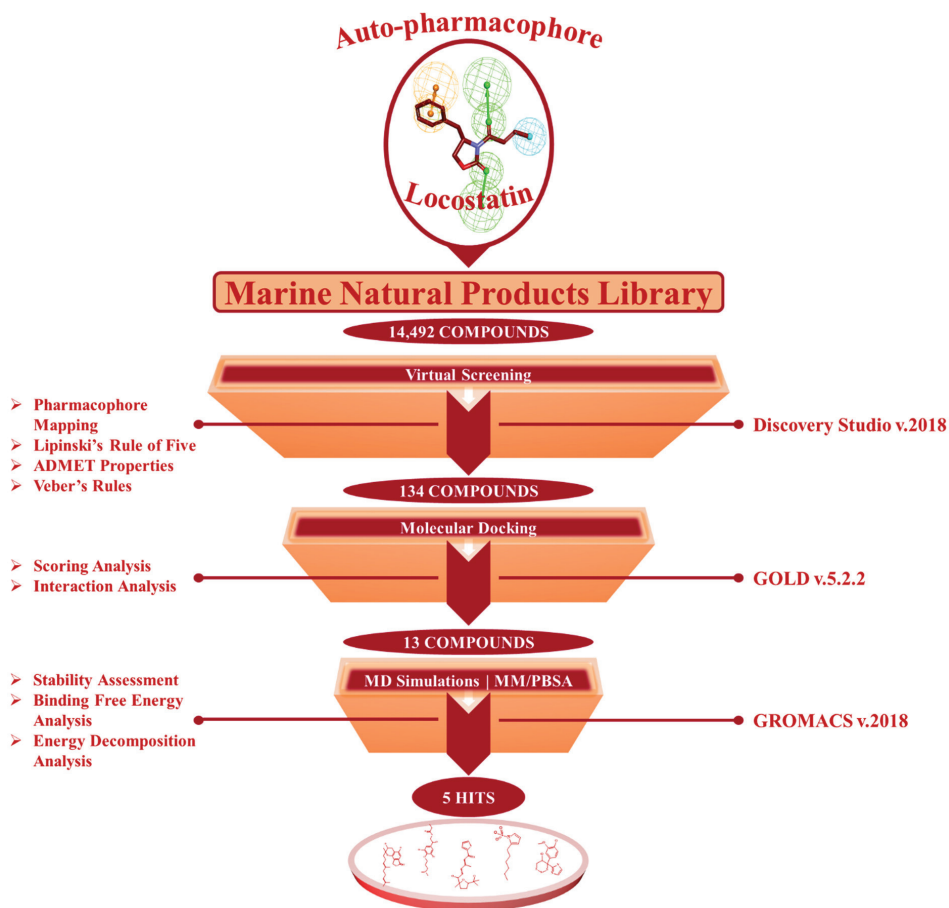 Auto-pharmacophore
Locostatin
Marine Natural Products Library
14,492 COMPOUNDS
Virtual Screening
➢ Pharmacophore
Mapping
➢ Lipinski's Rule of Five
➢ ADMET Properties
➢ Veber's Rules
Discovery Studio v.2018
134 COMPOUNDS
Molecular Docking
➢ Scoring Analysis
➢ Interaction Analysis
GOLD v.5.2.2
13 COMPOUNDS
MD Simulations | MM/PBSA
➢ Stability Assessment
➢ Binding Free Energy
Analysis
➢ Energy Decomposition
Analysis
GROMACS v.2018
5 HITS